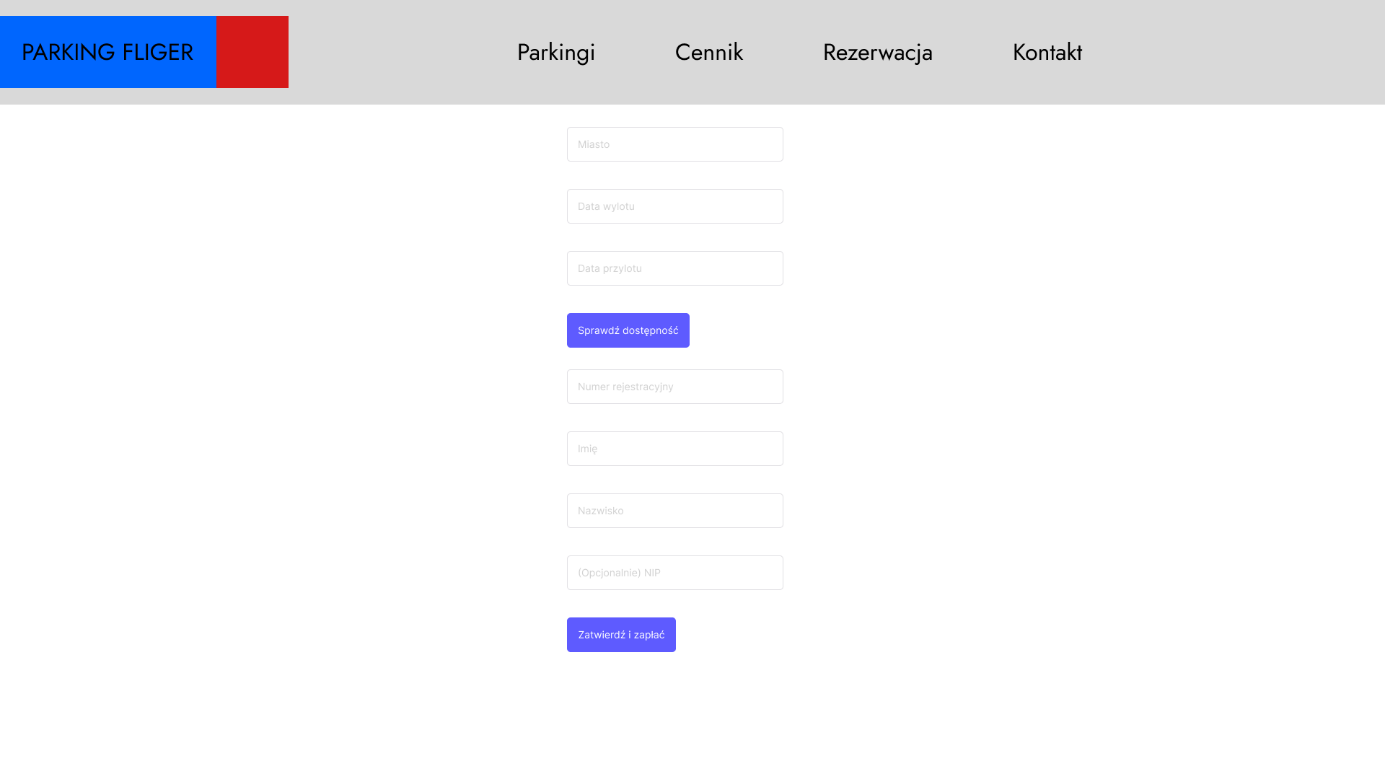 PARKING FLIGER
Parkingi Cennik Rezerwacja Kontakt
Miasto
Data wylotu
Data przylotu
Sprawdź dostępność
Numer rejestracyjny
Imię
Nazwisko
(Opcjonalnie) NIP
Zatwierdź i zapłać